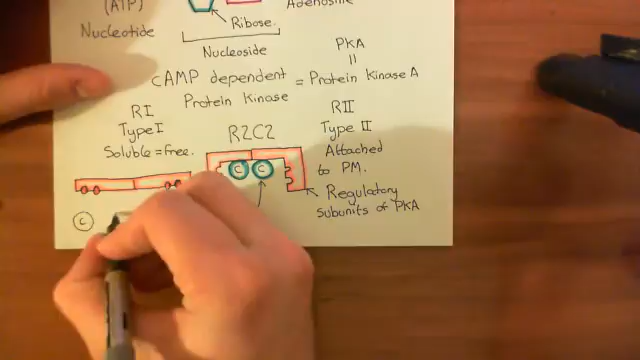 (ATP)
Nucleotide
Ribose.
Adenosine
Nucleoside
cAMP dependent
Protein Kinase
= Protein Kinase A
PKA
=
RI
Type I
Soluble = free.
R2C2
RII
Type II
Attached
to PM.
C
C
Regulatory
subunits of PKA
C